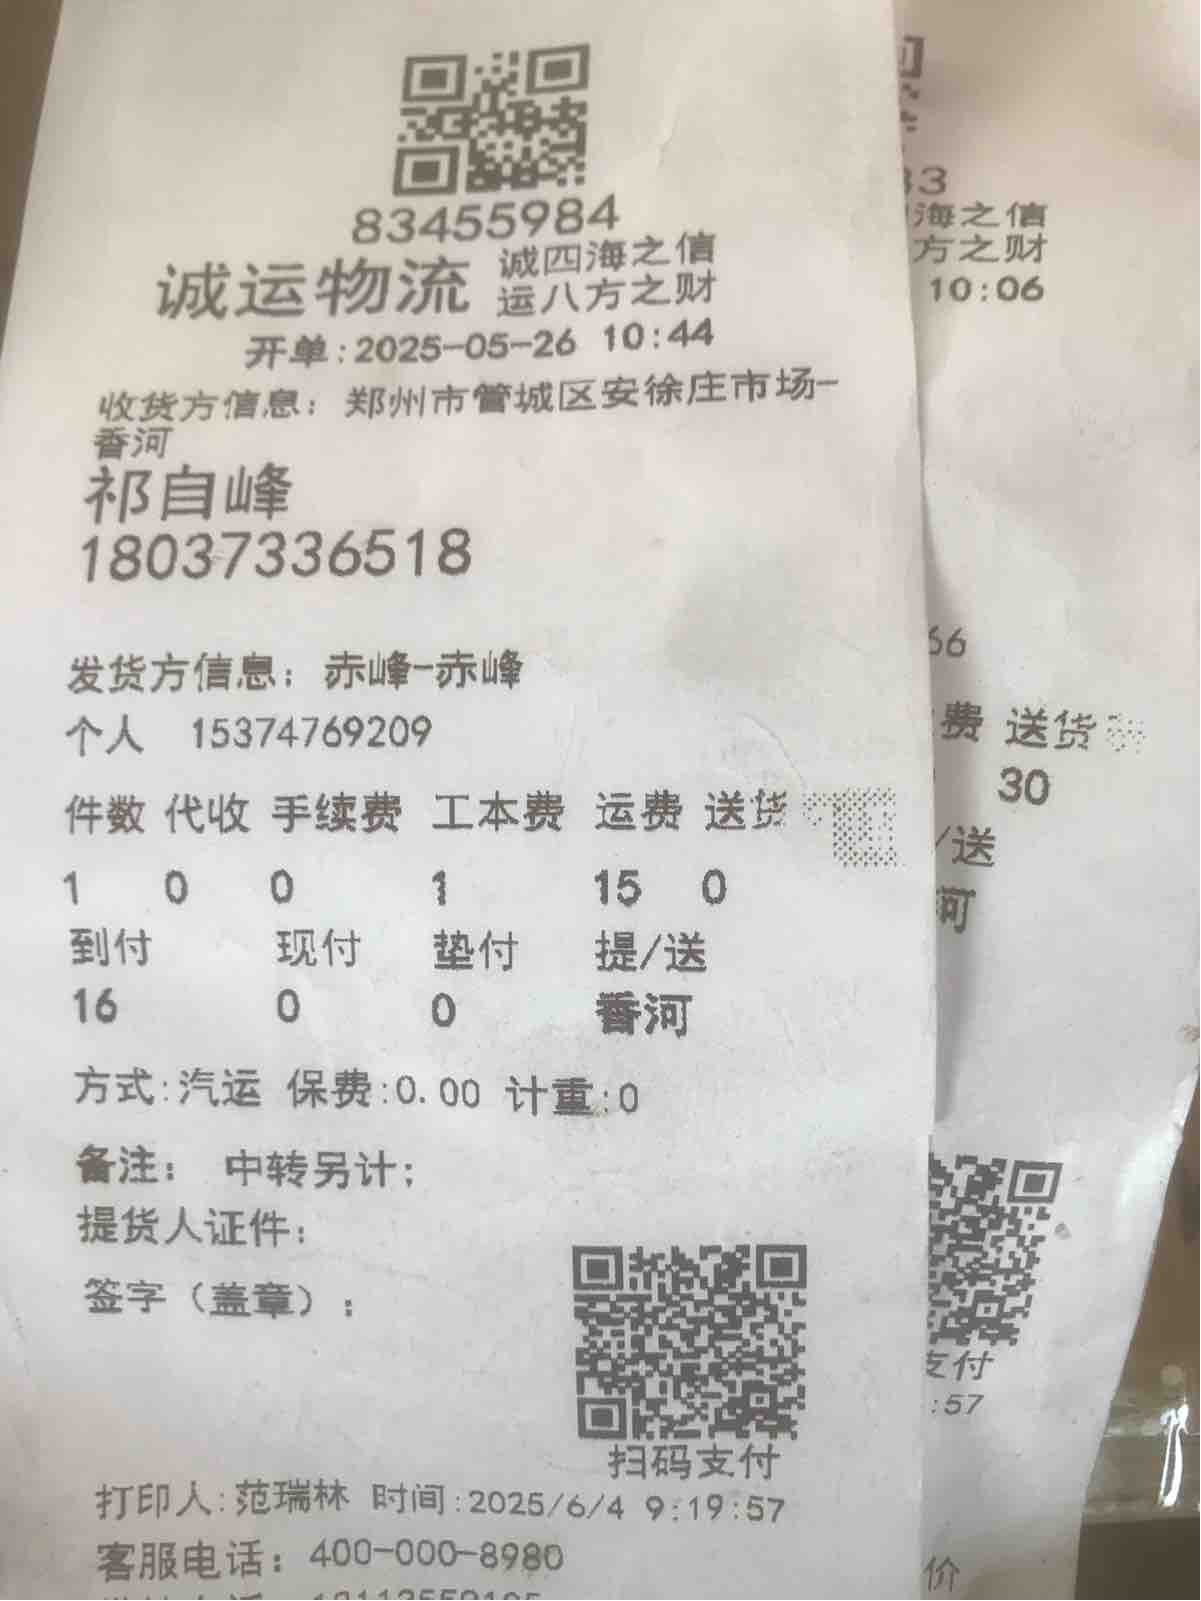 83455984
诚运物流 诚四海之信
运八方之财
开单:2025-05-26 10:44
收货方信息: 郑州市管城区安徐庄市场-
香河
祁自峰
18037336518
发货方信息: 赤峰-赤峰
个人 15374769209
件数 代收 手续费 工本费 运费 送货
1 0 0 1 15 0
到付 现付 垫付 提/送
16 0 0 香河
方式:汽运 保费:0.00 计重:0
备注: 中转另计;
提货人证件:
签字（盖章）:
扫码支付
打印人:范瑞林 时间:2025/6/4 9:19:57
客服电话: 400-000-8980
33
海之信
方之财
10:06
66
费 送货
30
/送
河
支付
:57
价